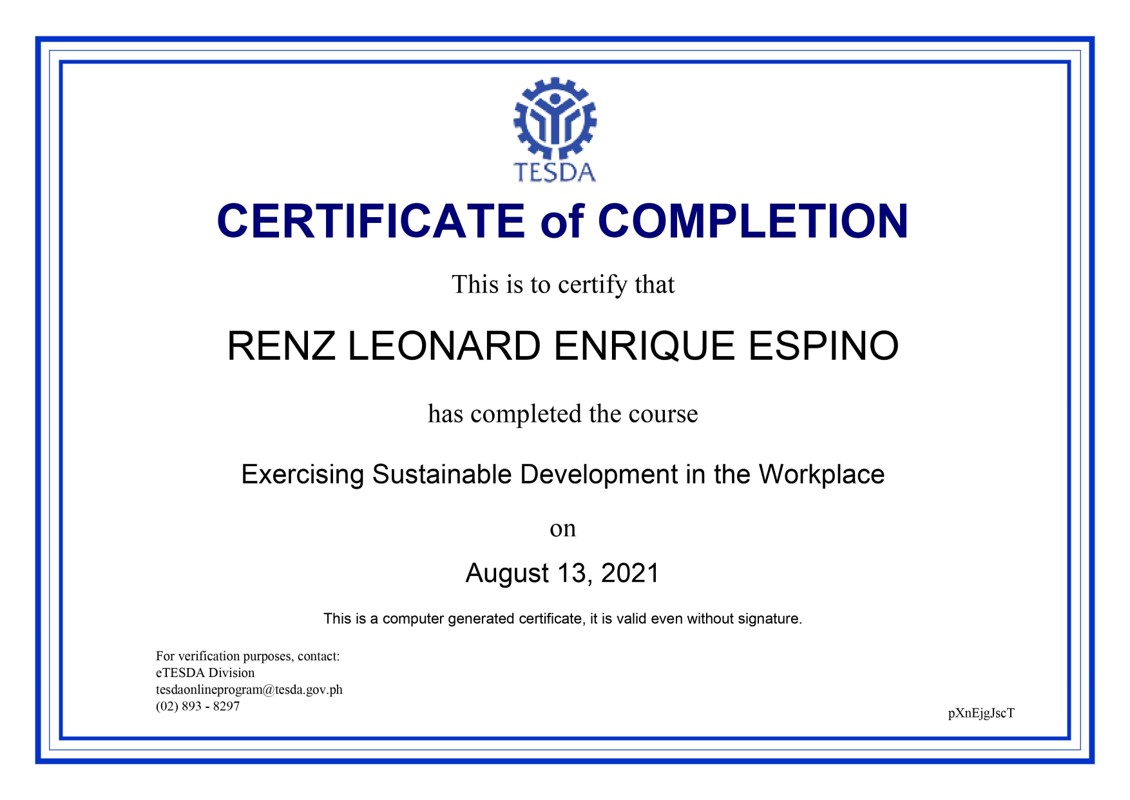 TESDA
CERTIFICATE of COMPLETION
This is to certify that
RENZ LEONARD ENRIQUE ESPINO
has completed the course
Exercising Sustainable Development in the Workplace
on
August 13, 2021
This is a computer generated certificate, it is valid even without signature.
For verification purposes, contact:
eTESDA Division
tesdaonlineprogram@tesda.gov.ph
(02) 893 - 8297
pXnEjgJscT